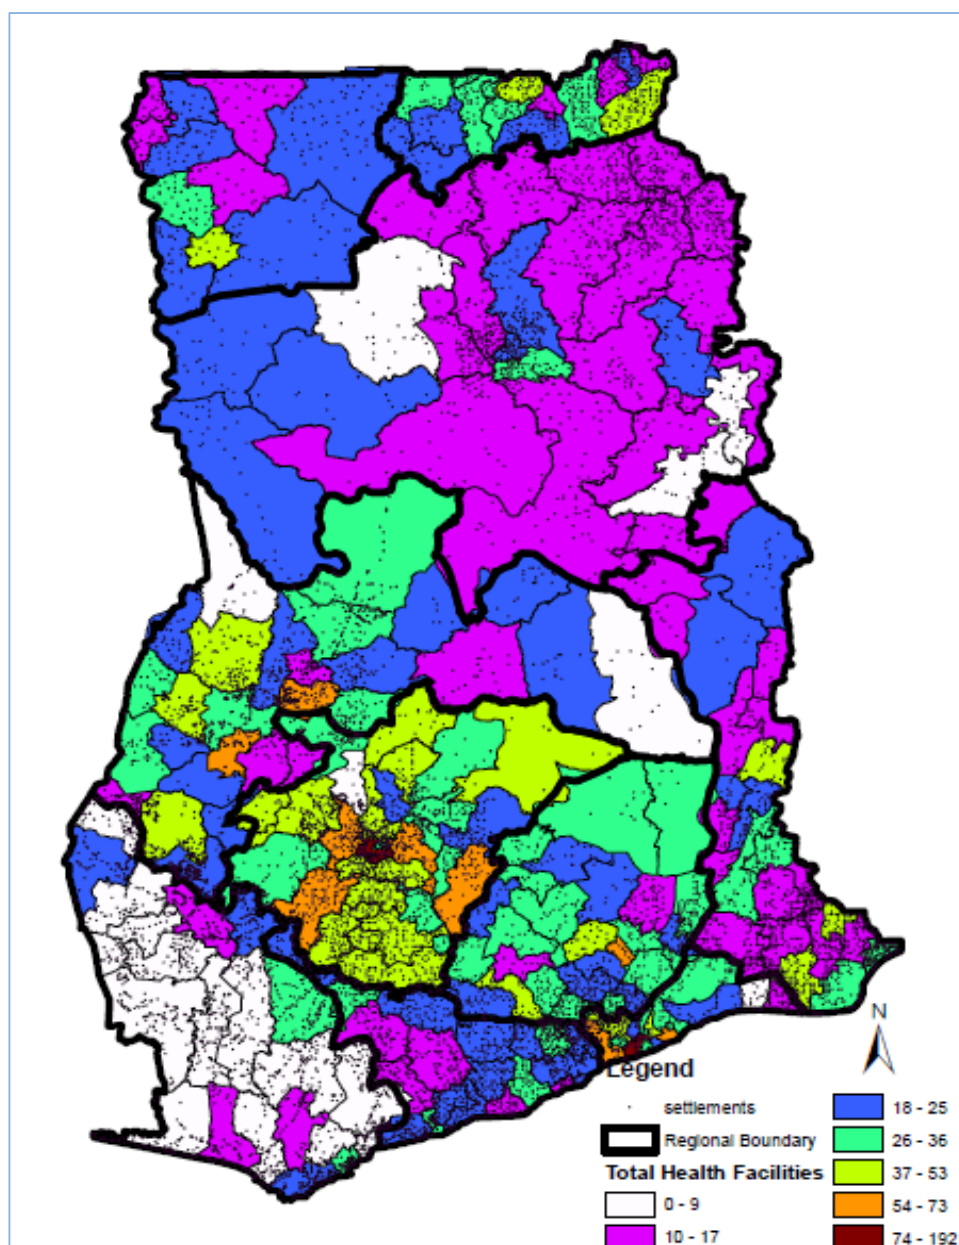 N
Legend
settlements
Regional Boundary
Total Health Facilities
0 - 9
10 - 17
18 - 25
26 - 36
37 - 53
54 - 73
74 - 192